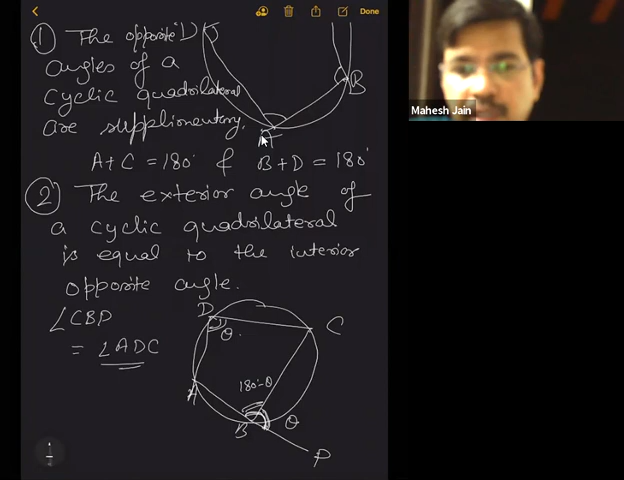 Done
① The opposite D
angles of a
cyclic quadrilateral
are supplimentary.
B
A
A+C = 180° & B+D = 180°
② The exterior angle of
a cyclic quadrilateral
is equal to the interior
opposite angle.
∠CBP
= ∠ADC
D
θ
C
A
180°-θ
B
θ
P
Mahesh Jain